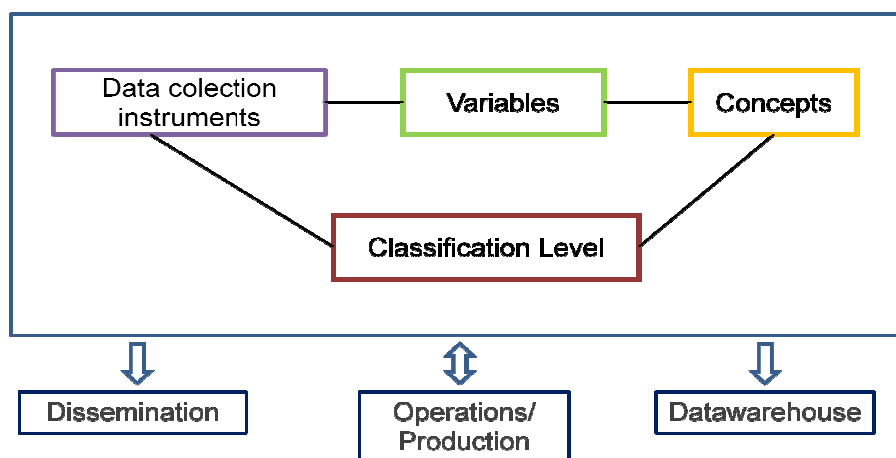 Data colection
instruments
Variables
Concepts
Classification Level
Dissemination
Operations/
Production
Datawarehouse